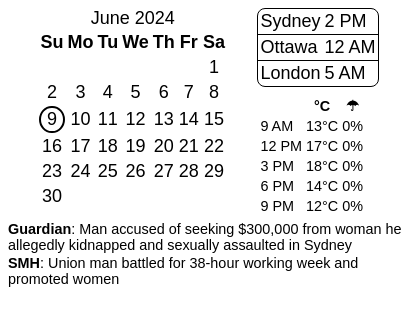 June 2024
Su Mo Tu We Th Fr Sa
1
2 3 4 5 6 7 8
9 10 11 12 13 14 15
16 17 18 19 20 21 22
23 24 25 26 27 28 29
30
Sydney 2 PM
Ottawa 12 AM
London 5 AM
°C ☂
9 AM 13°C 0%
12 PM 17°C 0%
3 PM 18°C 0%
6 PM 14°C 0%
9 PM 12°C 0%
Guardian: Man accused of seeking $300,000 from woman he
allegedly kidnapped and sexually assaulted in Sydney
SMH: Union man battled for 38-hour working week and
promoted women